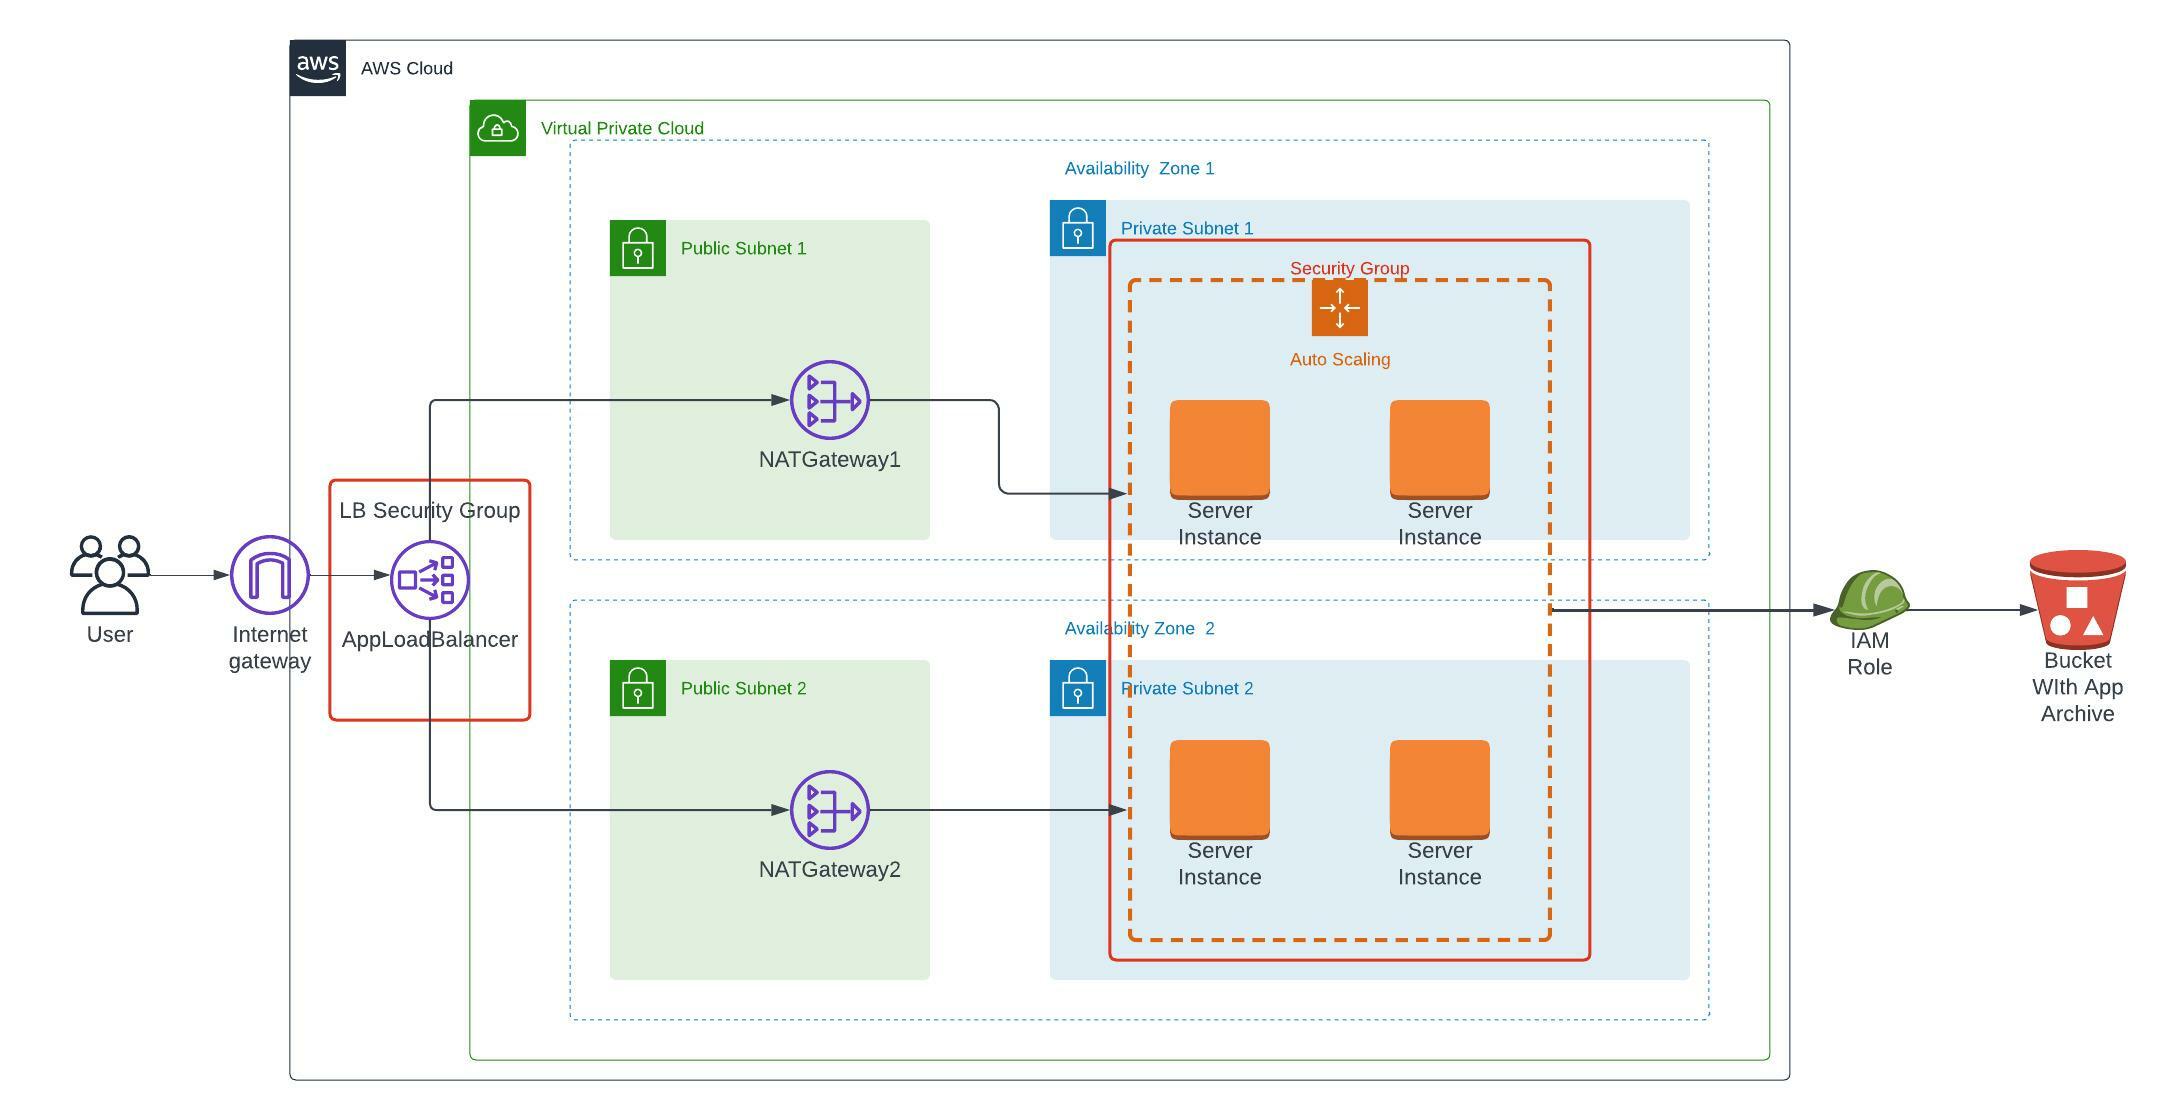 aws
AWS Cloud
Virtual Private Cloud
Availability  Zone 1
Public Subnet 1
Private Subnet 1
Security Group
Auto Scaling
NATGateway1
Server
Instance
Server
Instance
LB Security Group
AppLoadBalancer
User
Internet
gateway
Availability Zone  2
Public Subnet 2
Private Subnet 2
NATGateway2
Server
Instance
Server
Instance
IAM
Role
Bucket
WIth App
Archive